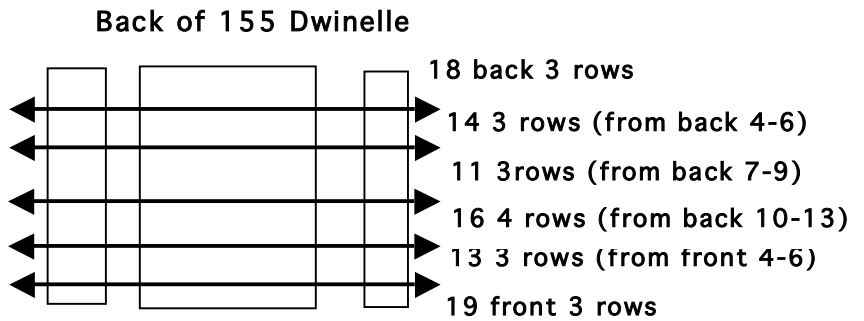 Back of 155 Dwinelle
18 back 3 rows
14 3 rows (from back 4-6)
11 3rows (from back 7-9)
16 4 rows (from back 10-13)
13 3 rows (from front 4-6)
19 front 3 rows